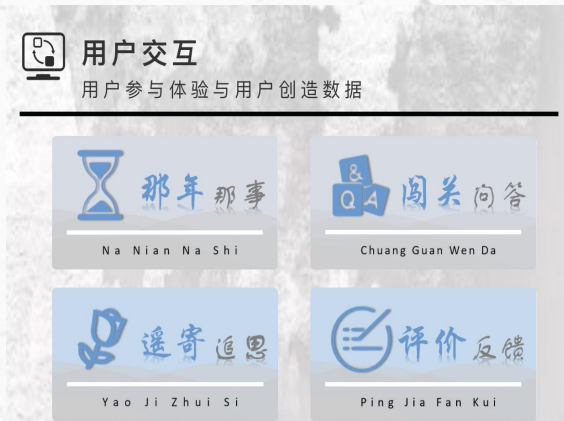 用户交互
用户参与体验与用户创造数据
那年那事
Na Nian Na Shi
& Q A
闯关问答
Chuang Guan Wen Da
遥寄追思
Yao Ji Zhui Si
评价反馈
Ping Jia Fan Kui